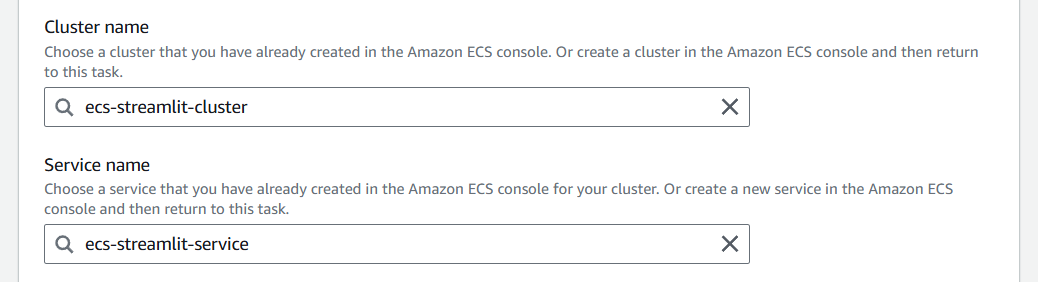 Cluster name
Choose a cluster that you have already created in the Amazon ECS console. Or create a cluster in the Amazon ECS console and then return
to this task.
ecs-streamlit-cluster
Service name
Choose a service that you have already created in the Amazon ECS console for your cluster. Or create a new service in the Amazon ECS
console and then return to this task.
ecs-streamlit-service